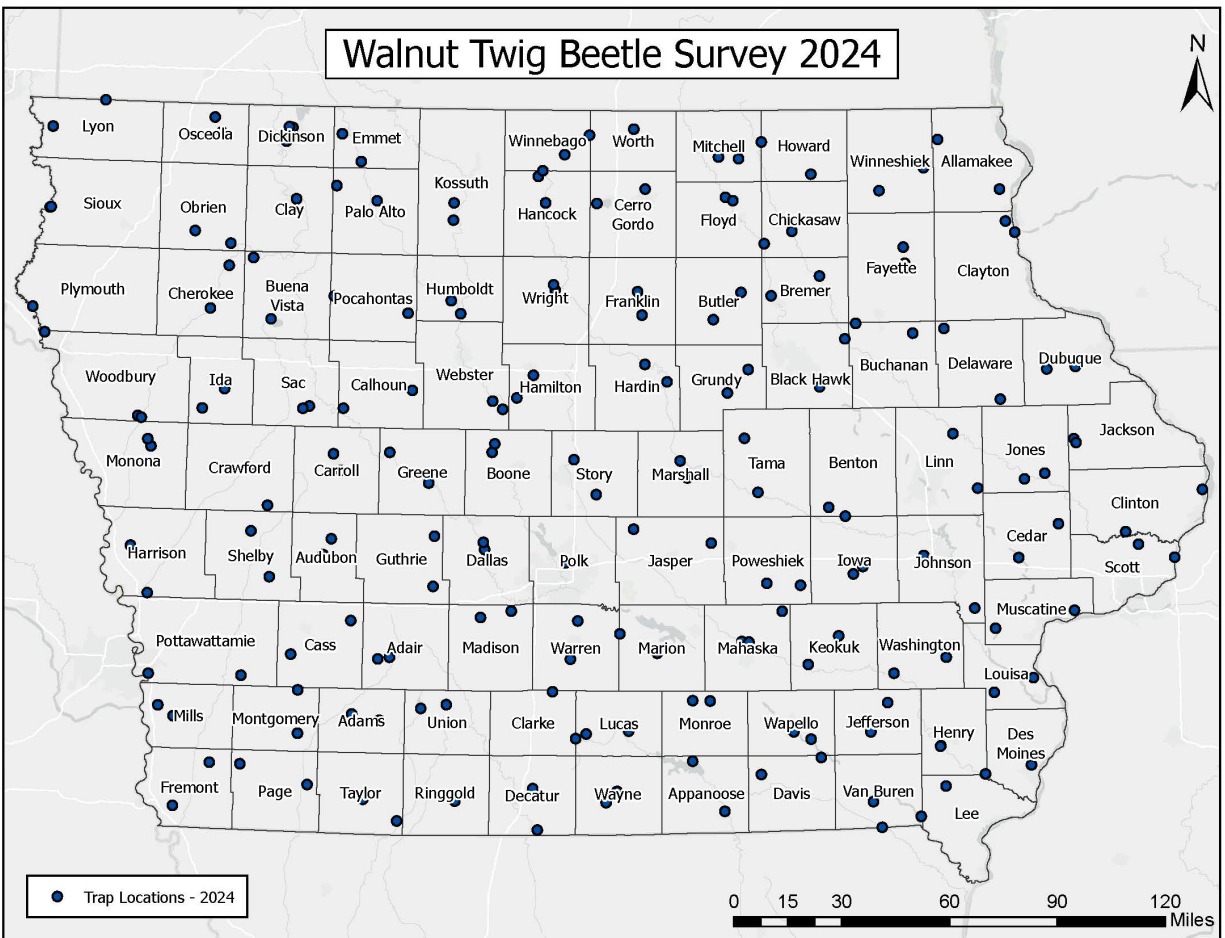 Walnut Twig Beetle Survey 2024
N
Lyon
Osceola
Dickinson
Emmet
Winnebago
Worth
Mitchell
Howard
Winneshiek
Allamakee
Kossuth
Sioux
Obrien
Clay
Palo Alto
Hancock
Cerro
Gordo
Floyd
Chickasaw
Fayette
Clayton
Plymouth
Cherokee
Buena
Vista
Pocahontas
Humboldt
Wright
Franklin
Butler
Bremer
Woodbury
Ida
Sac
Calhoun
Webster
Hamilton
Hardin
Grundy
Black Hawk
Buchanan
Delaware
Dubuque
Monona
Crawford
Carroll
Greene
Boone
Story
Marshall
Tama
Benton
Linn
Jones
Jackson
Clinton
Harrison
Shelby
Audubon
Guthrie
Dallas
Polk
Jasper
Poweshiek
Iowa
Johnson
Cedar
Scott
Muscatine
Pottawattamie
Cass
Adair
Madison
Warren
Marion
Mahaska
Keokuk
Washington
Louisa
Mills
Montgomery
Adams
Union
Clarke
Lucas
Monroe
Wapello
Jefferson
Henry
Des
Moines
Fremont
Page
Taylor
Ringgold
Decatur
Wayne
Appanoose
Davis
Van Buren
Lee
Trap Locations - 2024
0 15 30 60 90 120
Miles